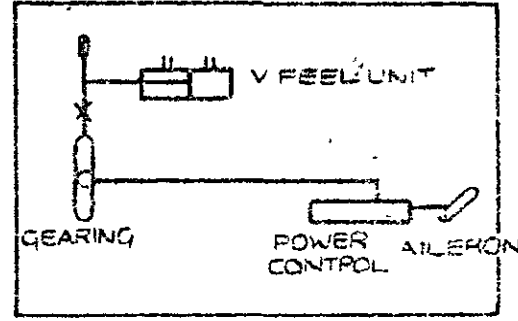 V FEEL UNIT
GEARING
POWER
CONTROL
AILERON